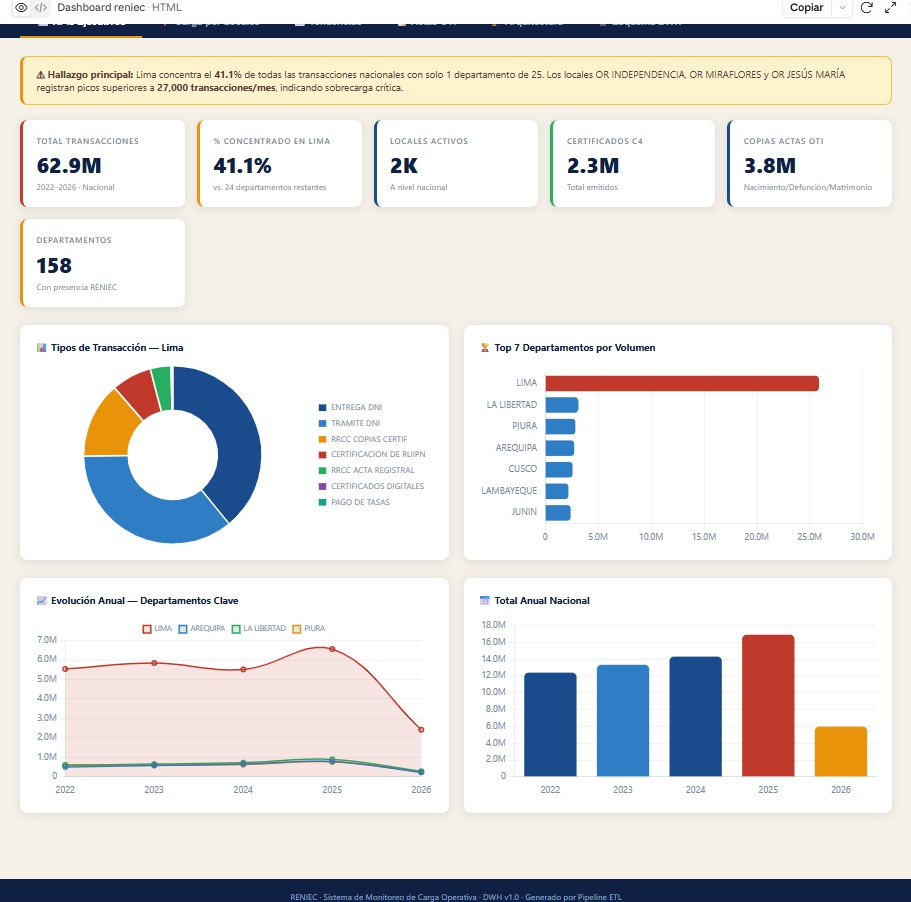 Dashboard reniec · HTML
Copiar
⚠ Hallazgo principal: Lima concentra el 41.1% de todas las transacciones nacionales con solo 1 departamento de 25. Los locales OR INDEPENDENCIA, OR MIRAFLORES y OR JESÚS MARÍA
registran picos superiores a 27,000 transacciones/mes, indicando sobrecarga crítica.
TOTAL TRANSACCIONES
62.9M
2022–2026 · Nacional
% CONCENTRADO EN LIMA
41.1%
vs. 24 departamentos restantes
LOCALES ACTIVOS
2K
A nivel nacional
CERTIFICADOS C4
2.3M
Total emitidos
COPIAS ACTAS OTI
3.8M
Nacimiento/Defunción/Matrimonio
DEPARTAMENTOS
158
Con presencia RENIEC
Tipos de Transacción — Lima
ENTREGA DNI
TRAMITE DNI
RRCC COPIAS CERTIF
CERTIFICACION DE RUIPN
RRCC ACTA REGISTRAL
CERTIFICADOS DIGITALES
PAGO DE TASAS
Top 7 Departamentos por Volumen
LIMA
LA LIBERTAD
PIURA
AREQUIPA
CUSCO
LAMBAYEQUE
JUNIN
0 5.0M 10.0M 15.0M 20.0M 25.0M 30.0M
Evolución Anual — Departamentos Clave
LIMA AREQUIPA LA LIBERTAD PIURA
7.0M
6.0M
5.0M
4.0M
3.0M
2.0M
1.0M
0
2022 2023 2024 2025 2026
Total Anual Nacional
18.0M
16.0M
14.0M
12.0M
10.0M
8.0M
6.0M
4.0M
2.0M
0
2022 2023 2024 2025 2026
RENIEC · Sistema de Monitoreo de Carga Operativa · DWH v1.0 · Generado por Pipeline ETL